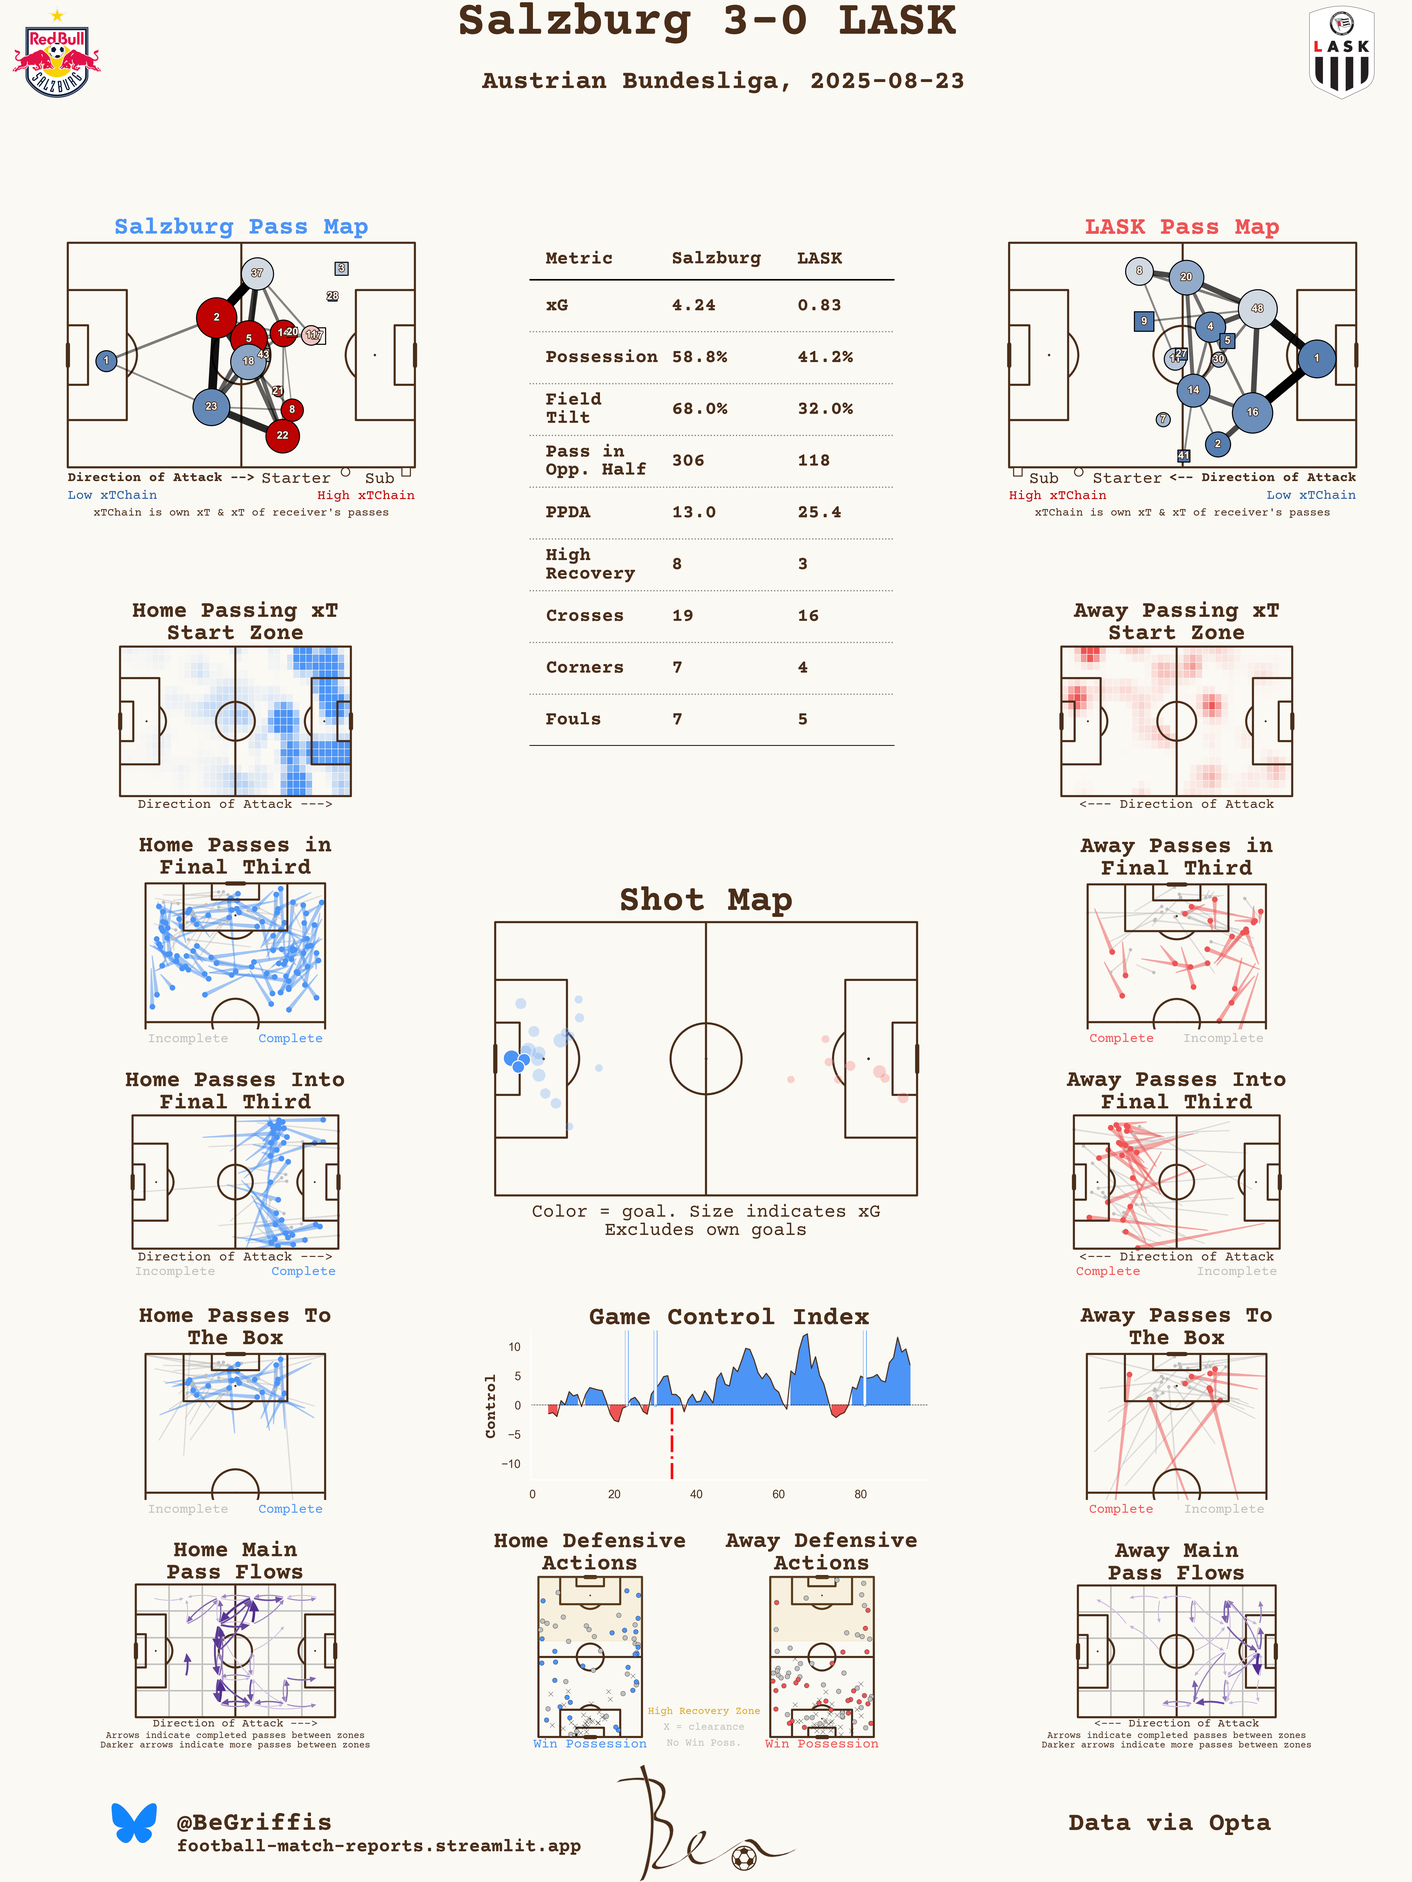 Salzburg 3-0 LASK
Austrian Bundesliga, 2025-08-23
Red Bull
SALZBURG
LASK
Salzburg Pass Map
37
3
28
2
5
14
20
11
17
43
18
1
21
23
8
22
Direction of Attack --> Starter Sub
Low xTChain High xTChain
xTChain is own xT & xT of receiver's passes
Metric Salzburg LASK
xG 4.24 0.83
Possession 58.8% 41.2%
Field
Tilt 68.0% 32.0%
Pass in
Opp. Half 306 118
PPDA 13.0 25.4
High
Recovery 8 3
Crosses 19 16
Corners 7 4
Fouls 7 5
LASK Pass Map
8
20
48
9
4
5
27
11
30
1
14
16
7
2
41
Sub Starter <-- Direction of Attack
High xTChain Low xTChain
xTChain is own xT & xT of receiver's passes
Home Passing xT
Start Zone
Direction of Attack --->
Away Passing xT
Start Zone
<--- Direction of Attack
Home Passes in
Final Third
Incomplete Complete
Away Passes in
Final Third
Complete Incomplete
Shot Map
Color = goal. Size indicates xG
Excludes own goals
Home Passes Into
Final Third
Direction of Attack --->
Incomplete Complete
Away Passes Into
Final Third
<--- Direction of Attack
Complete Incomplete
Home Passes To
The Box
Incomplete Complete
Game Control Index
Control
10
5
0
−5
−10
0 20 40 60 80
Away Passes To
The Box
Complete Incomplete
Home Main
Pass Flows
Direction of Attack --->
Arrows indicate completed passes between zones
Darker arrows indicate more passes between zones
Home Defensive
Actions
Win Possession
Away Defensive
Actions
Win Possession
High Recovery Zone
X = clearance
No Win Poss.
Away Main
Pass Flows
<--- Direction of Attack
Arrows indicate completed passes between zones
Darker arrows indicate more passes between zones
@BeGriffis
football-match-reports.streamlit.app
Ben
Data via Opta